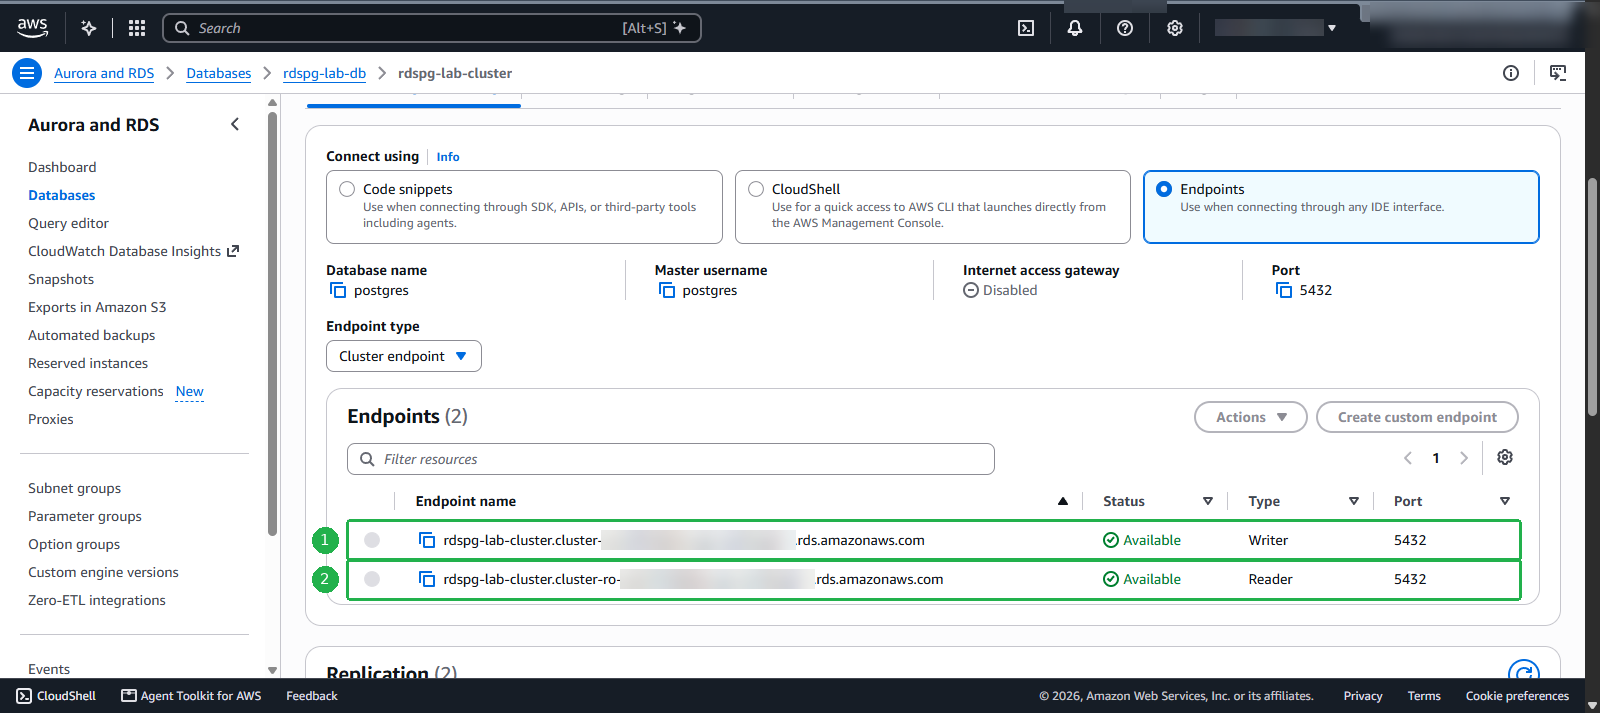 aws
Search [Alt+S]
Aurora and RDS > Databases > rdspg-lab-db > rdspg-lab-cluster
Aurora and RDS
Dashboard
Databases
Query editor
CloudWatch Database Insights
Snapshots
Exports in Amazon S3
Automated backups
Reserved instances
Capacity reservations New
Proxies
Subnet groups
Parameter groups
Option groups
Custom engine versions
Zero-ETL integrations
Events
Connect using Info
Code snippets
Use when connecting through SDK, APIs, or third-party tools
including agents.
CloudShell
Use for a quick access to AWS CLI that launches directly from
the AWS Management Console.
Endpoints
Use when connecting through any IDE interface.
Database name
postgres
Master username
postgres
Internet access gateway
Disabled
Port
5432
Endpoint type
Cluster endpoint
Endpoints (2)
Actions
Create custom endpoint
Filter resources
1
Endpoint name Status Type Port
1 rdspg-lab-cluster.cluster- .rds.amazonaws.com Available Writer 5432
2 rdspg-lab-cluster.cluster-ro- .rds.amazonaws.com Available Reader 5432
Replication (2)
CloudShell Agent Toolkit for AWS Feedback © 2026, Amazon Web Services, Inc. or its affiliates. Privacy Terms Cookie preferences